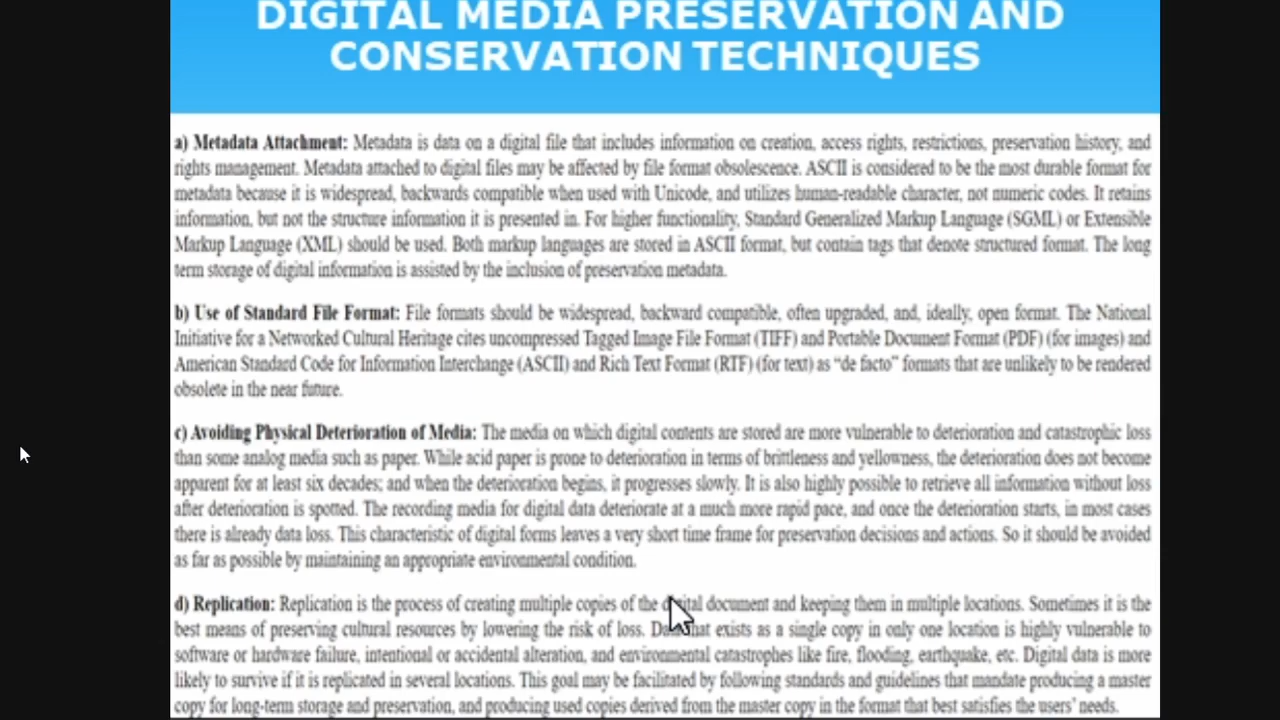 DIGITAL MEDIA PRESERVATION AND
CONSERVATION TECHNIQUES
a) Metadata Attachment: Metadata is data on a digital file that includes information on creation, access rights, restrictions, preservation history, and
rights management. Metadata attached to digital files may be affected by file format obsolescence. ASCII is considered to be the most durable format for
metadata because it is widespread, backwards compatible when used with Unicode, and utilizes human-readable character, not numeric codes. It retains
information, but not the structure information it is presented in. For higher functionality, Standard Generalized Markup Language (SGML) or Extensible
Markup Language (XML) should be used. Both markup languages are stored in ASCII format, but contain tags that denote structured format. The long
term storage of digital information is assisted by the inclusion of preservation metadata.
b) Use of Standard File Format: File formats should be widespread, backward compatible, often upgraded, and, ideally, open format. The National
Initiative for a Networked Cultural Heritage cites uncompressed Tagged Image File Format (TIFF) and Portable Document Format (PDF) (for images) and
American Standard Code for Information Interchange (ASCII) and Rich Text Format (RTF) (for text) as “de facto” formats that are unlikely to be rendered
obsolete in the near future.
c) Avoiding Physical Deterioration of Media: The media on which digital contents are stored are more vulnerable to deterioration and catastrophic loss
than some analog media such as paper. While acid paper is prone to deterioration in terms of brittleness and yellowness, the deterioration does not become
apparent for at least six decades; and when the deterioration begins, it progresses slowly. It is also highly possible to retrieve all information without loss
after deterioration is spotted. The recording media for digital data deteriorate at a much more rapid pace, and once the deterioration starts, in most cases
there is already data loss. This characteristic of digital forms leaves a very short time frame for preservation decisions and actions. So it should be avoided
as far as possible by maintaining an appropriate environmental condition.
d) Replication: Replication is the process of creating multiple copies of the digital document and keeping them in multiple locations. Sometimes it is the
best means of preserving cultural resources by lowering the risk of loss. Data that exists as a single copy in only one location is highly vulnerable to
software or hardware failure, intentional or accidental alteration, and environmental catastrophes like fire, flooding, earthquake, etc. Digital data is more
likely to survive if it is replicated in several locations. This goal may be facilitated by following standards and guidelines that mandate producing a master
copy for long-term storage and preservation, and producing used copies derived from the master copy in the format that best satisfies the users’ needs.